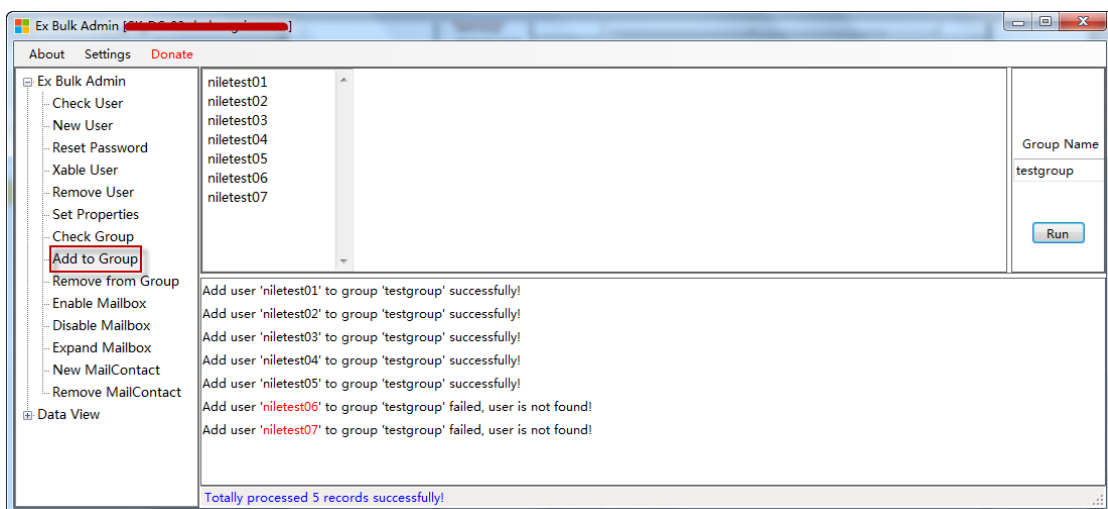 Ex Bulk Admin [
About Settings Donate
Ex Bulk Admin
Check User
New User
Reset Password
Xable User
Remove User
Set Properties
Check Group
Add to Group
Remove from Group
Enable Mailbox
Disable Mailbox
Expand Mailbox
New MailContact
Remove MailContact
Data View
niletest01
niletest02
niletest03
niletest04
niletest05
niletest06
niletest07
Group Name
testgroup
Run
Add user 'niletest01' to group 'testgroup' successfully!
Add user 'niletest02' to group 'testgroup' successfully!
Add user 'niletest03' to group 'testgroup' successfully!
Add user 'niletest04' to group 'testgroup' successfully!
Add user 'niletest05' to group 'testgroup' successfully!
Add user 'niletest06' to group 'testgroup' failed, user is not found!
Add user 'niletest07' to group 'testgroup' failed, user is not found!
Totally processed 5 records successfully!